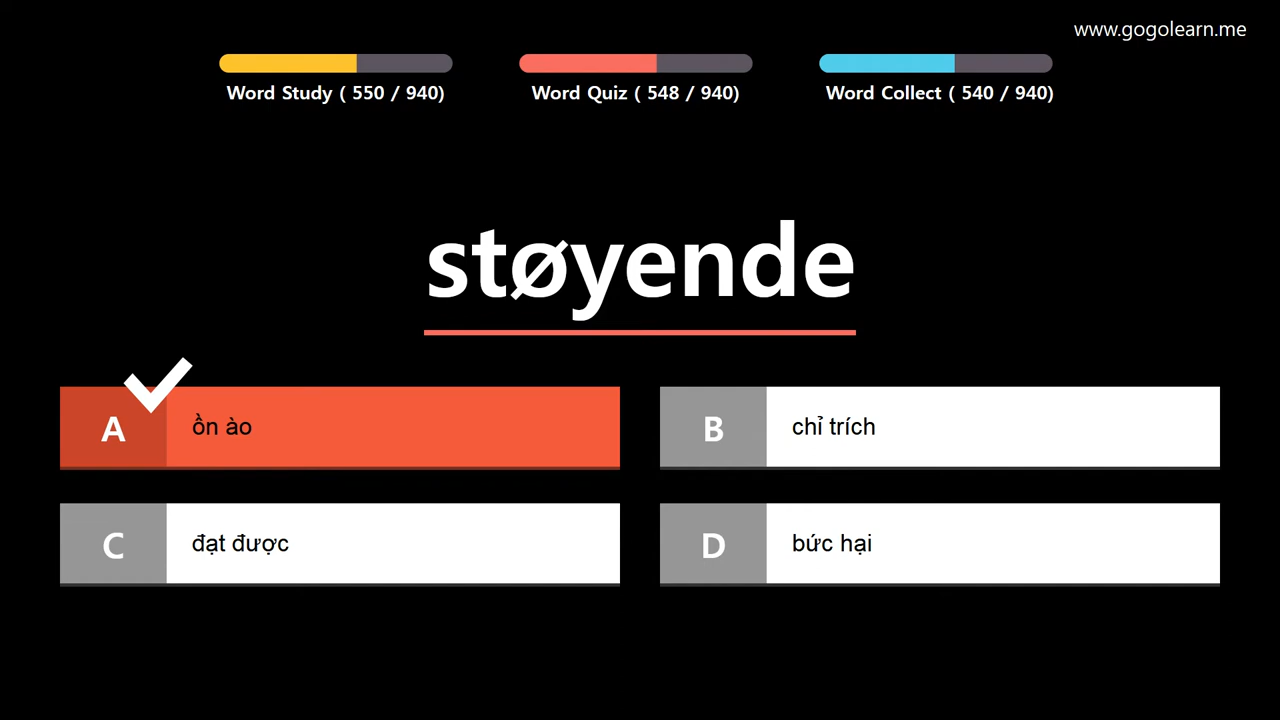 www.gogolearn.me
Word Study ( 550 / 940)
Word Quiz ( 548 / 940)
Word Collect ( 540 / 940)
støyende
A ồn ào
B chỉ trích
C đạt được
D bức hại